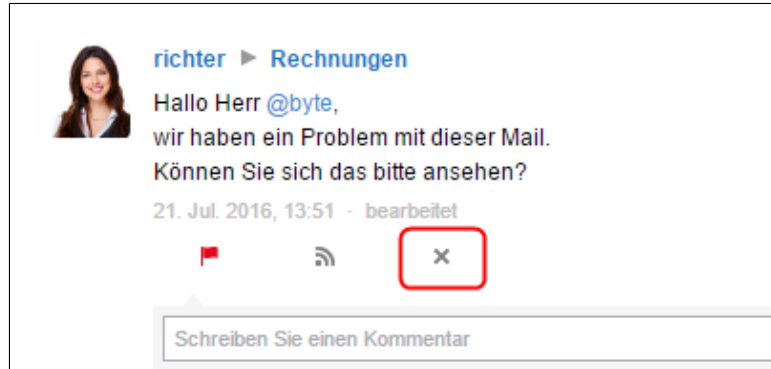 richter ▶ Rechnungen
Hallo Herr @byte,
wir haben ein Problem mit dieser Mail.
Können Sie sich das bitte ansehen?
21. Jul. 2016, 13:51 · bearbeitet
Schreiben Sie einen Kommentar